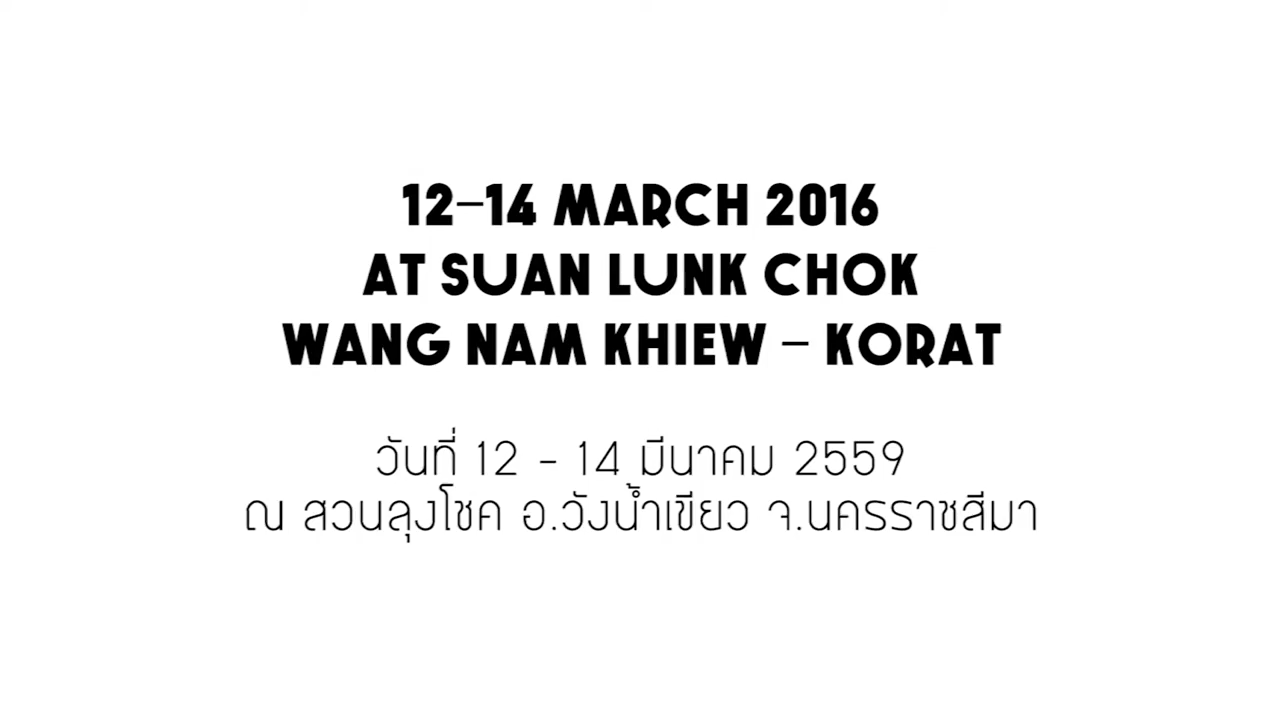 12–14 MARCH 2016
AT SUAN LUNK CHOK
WANG NAM KHIEW – KORAT
วันที่ 12 - 14 มีนาคม 2559
ณ สวนลุงโชค อ.วังน้ำเขียว จ.นครราชสีมา